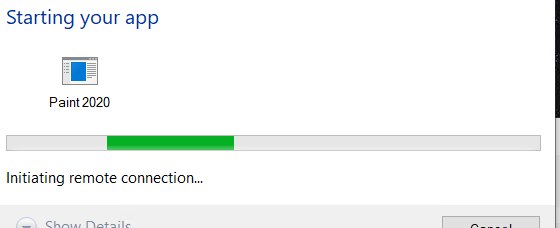 Starting your app
Paint 2020
Initiating remote connection...
Show Details
Cancel